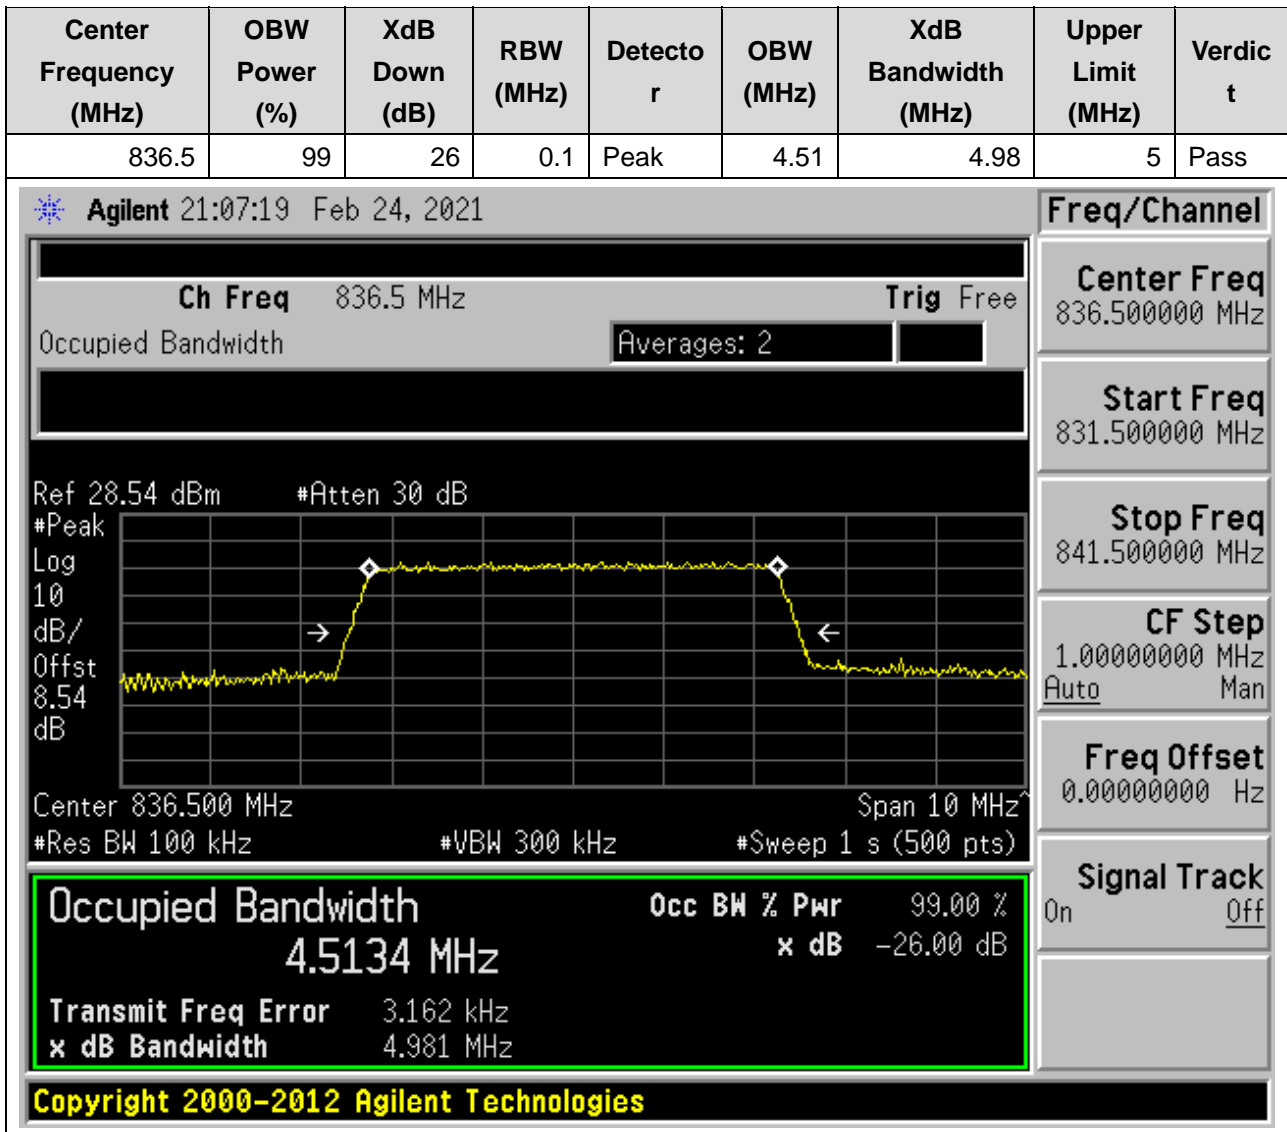 Center Frequency (MHz) OBW Power (%) XdB Down (dB) RBW (MHz) Detector OBW (MHz) XdB Bandwidth (MHz) Upper Limit (MHz) Verdict
836.5 99 26 0.1 Peak 4.51 4.98 5 Pass
Agilent 21:07:19 Feb 24, 2021
Ch Freq 836.5 MHz Trig Free
Occupied Bandwidth Averages: 2
Ref 28.54 dBm #Atten 30 dB
#Peak
Log
10
dB/
Offst
8.54
dB
Center 836.500 MHz Span 10 MHz^
#Res BW 100 kHz #VBW 300 kHz #Sweep 1 s (500 pts)
Occupied Bandwidth Occ BW % Pwr 99.00 %
4.5134 MHz x dB -26.00 dB
Transmit Freq Error 3.162 kHz
x dB Bandwidth 4.981 MHz
Copyright 2000-2012 Agilent Technologies
Freq/Channel
Center Freq
836.500000 MHz
Start Freq
831.500000 MHz
Stop Freq
841.500000 MHz
CF Step
1.00000000 MHz
Auto Man
Freq Offset
0.00000000 Hz
Signal Track
On Off